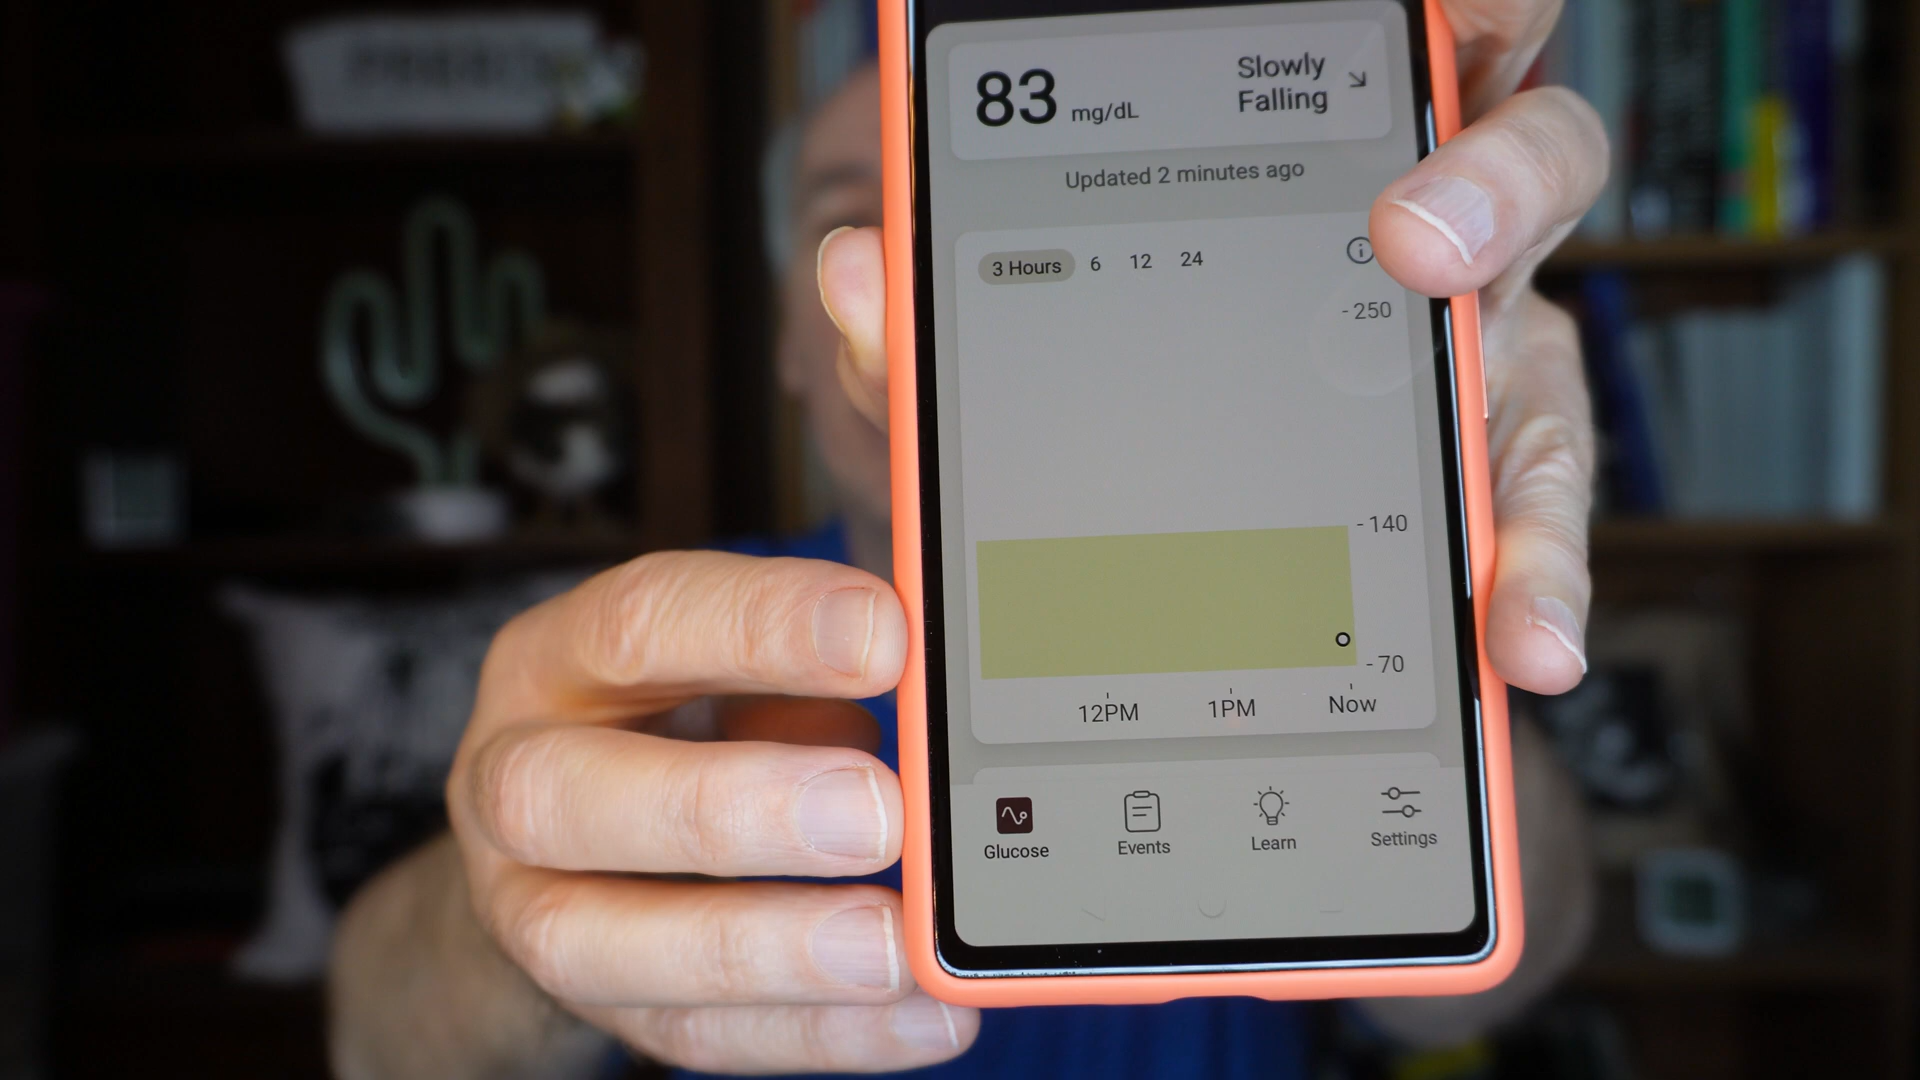 83 mg/dL
Slowly
Falling
Updated 2 minutes ago
3 Hours 6 12 24
- 250
- 140
- 70
12PM 1PM Now
Glucose Events Learn Settings